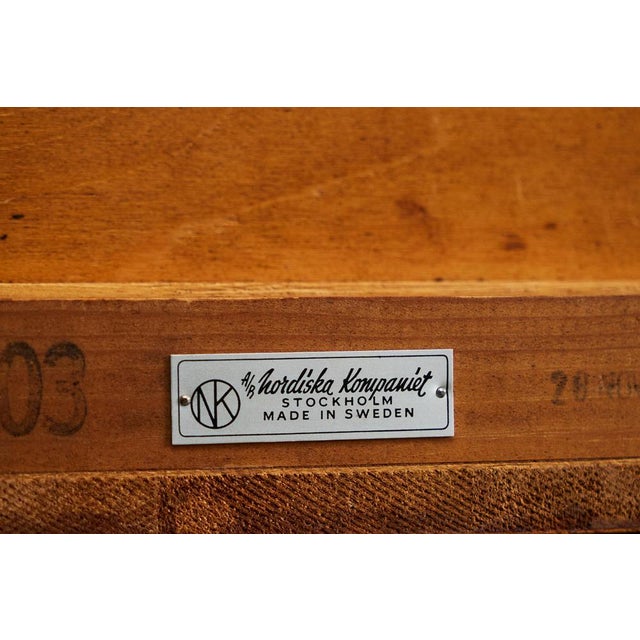 03
NK
A/B Nordiska Kompaniet
STOCKHOLM
MADE IN SWEDEN